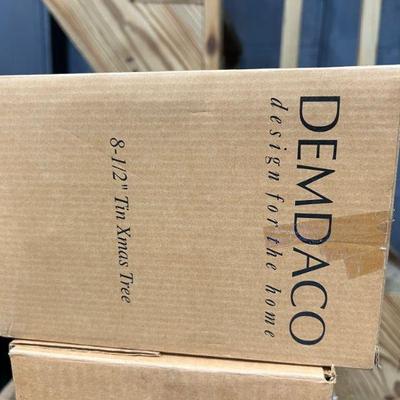 DEMDACO
design for the home
8-1/2" Tin Xmas Tree